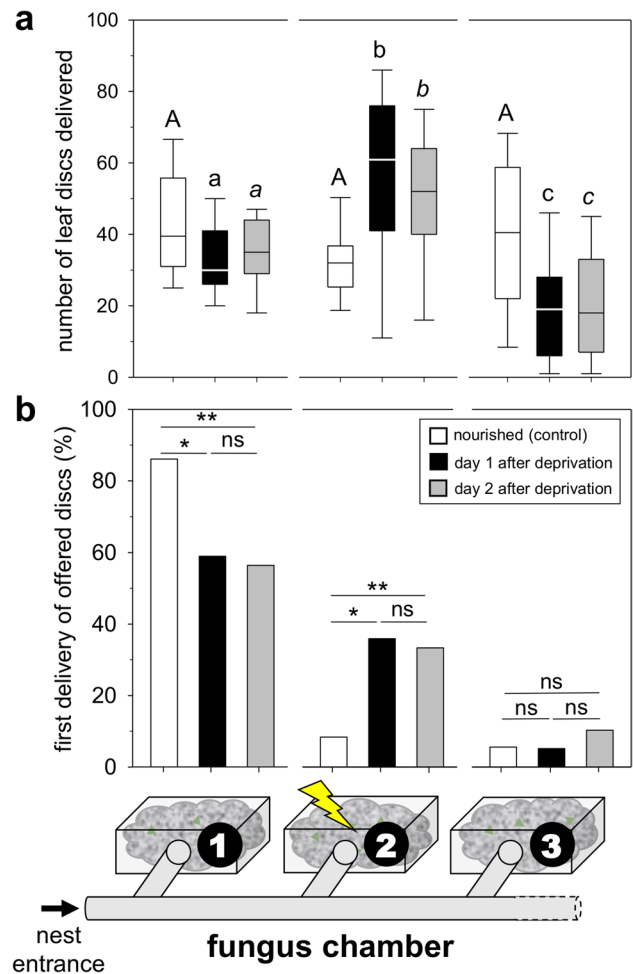 a
number of leaf discs delivered
100
80
60
40
20
0
A
a
a
A
b
b
A
c
c
b
first delivery of offered discs (%)
100
80
60
40
20
0
**
*
ns
**
*
ns
ns
ns
ns
nourished (control)
day 1 after deprivation
day 2 after deprivation
1
2
3
nest
entrance
fungus chamber